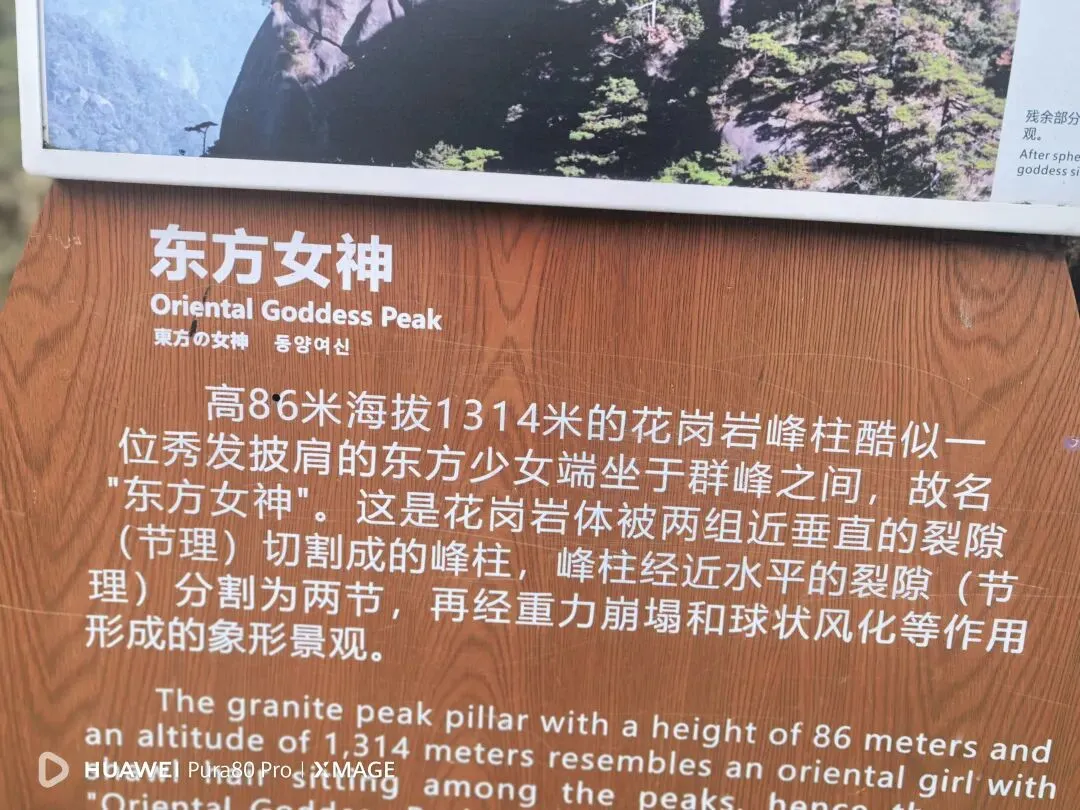 残余部分
观。
After sphe
goddess si
东方女神
Oriental Goddess Peak
東方の女神 동양여신
高86米海拔1314米的花岗岩峰柱酷似一
位秀发披肩的东方少女端坐于群峰之间，故名
"东方女神"。这是花岗岩体被两组近垂直的裂隙
（节理）切割成的峰柱，峰柱经近水平的裂隙（节
理）分割为两节，再经重力崩塌和球状风化等作用
形成的象形景观。
The granite peak pillar with a height of 86 meters and
an altitude of 1,314 meters resembles an oriental girl with
hair sitting among the peaks, hence
"Oriental Goddess
HUAWEI Pura80 Pro | XMAGE